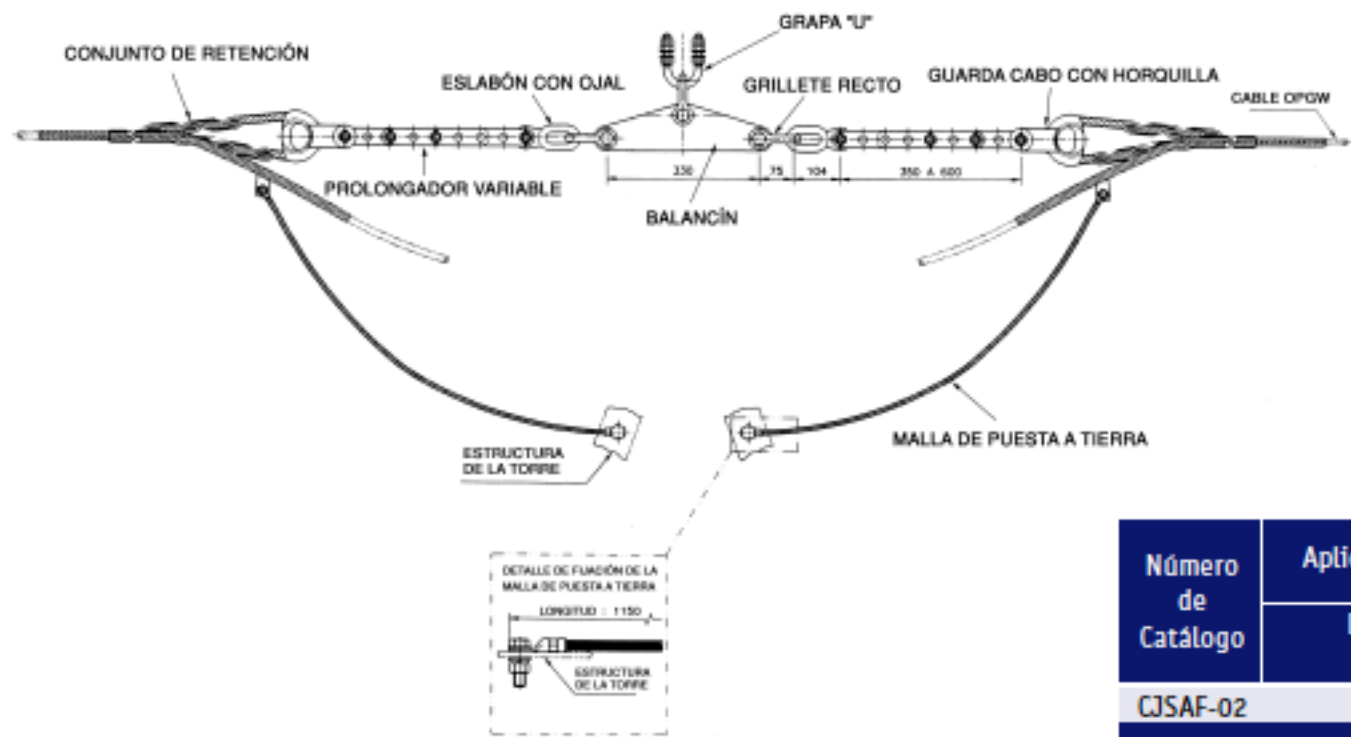 GRAPA "U"
CONJUNTO DE RETENCIÓN
ESLABÓN CON OJAL
GRILLETE RECTO
GUARDA CABO CON HORQUILLA
CABLE OPGW
PROLONGADOR VARIABLE
230
75
104
350 A 600
BALANCÍN
ESTRUCTURA
DE LA TORRE
MALLA DE PUESTA A TIERRA
DETALLE DE FIJACIÓN DE LA
MALLA DE PUESTA A TIERRA
LONGITUD : 1150
ESTRUCTURA
DE LA TORRE
Número
de
Catálogo
CJSAF-02